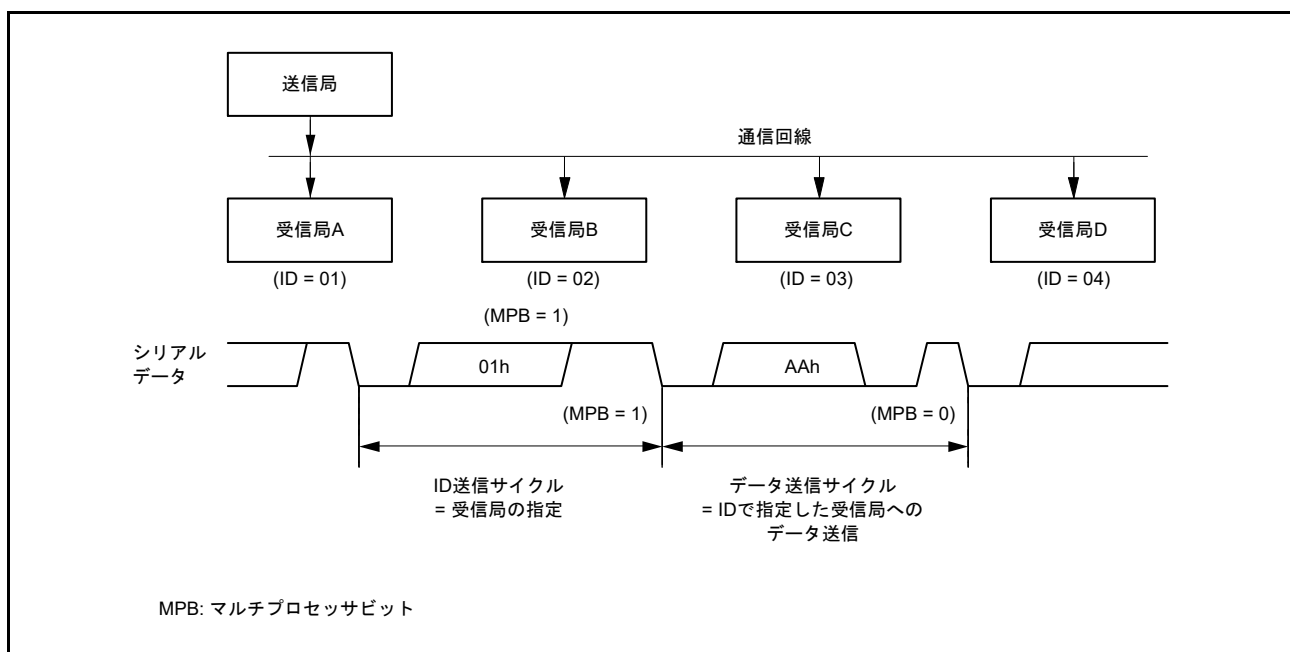 送信局
通信回線
受信局A
受信局B
受信局C
受信局D
(ID = 01)
(ID = 02)
(ID = 03)
(ID = 04)
(MPB = 1)
シリアル
データ
01h
AAh
(MPB = 1)
(MPB = 0)
ID送信サイクル
= 受信局の指定
データ送信サイクル
= IDで指定した受信局への
データ送信
MPB: マルチプロセッサビット